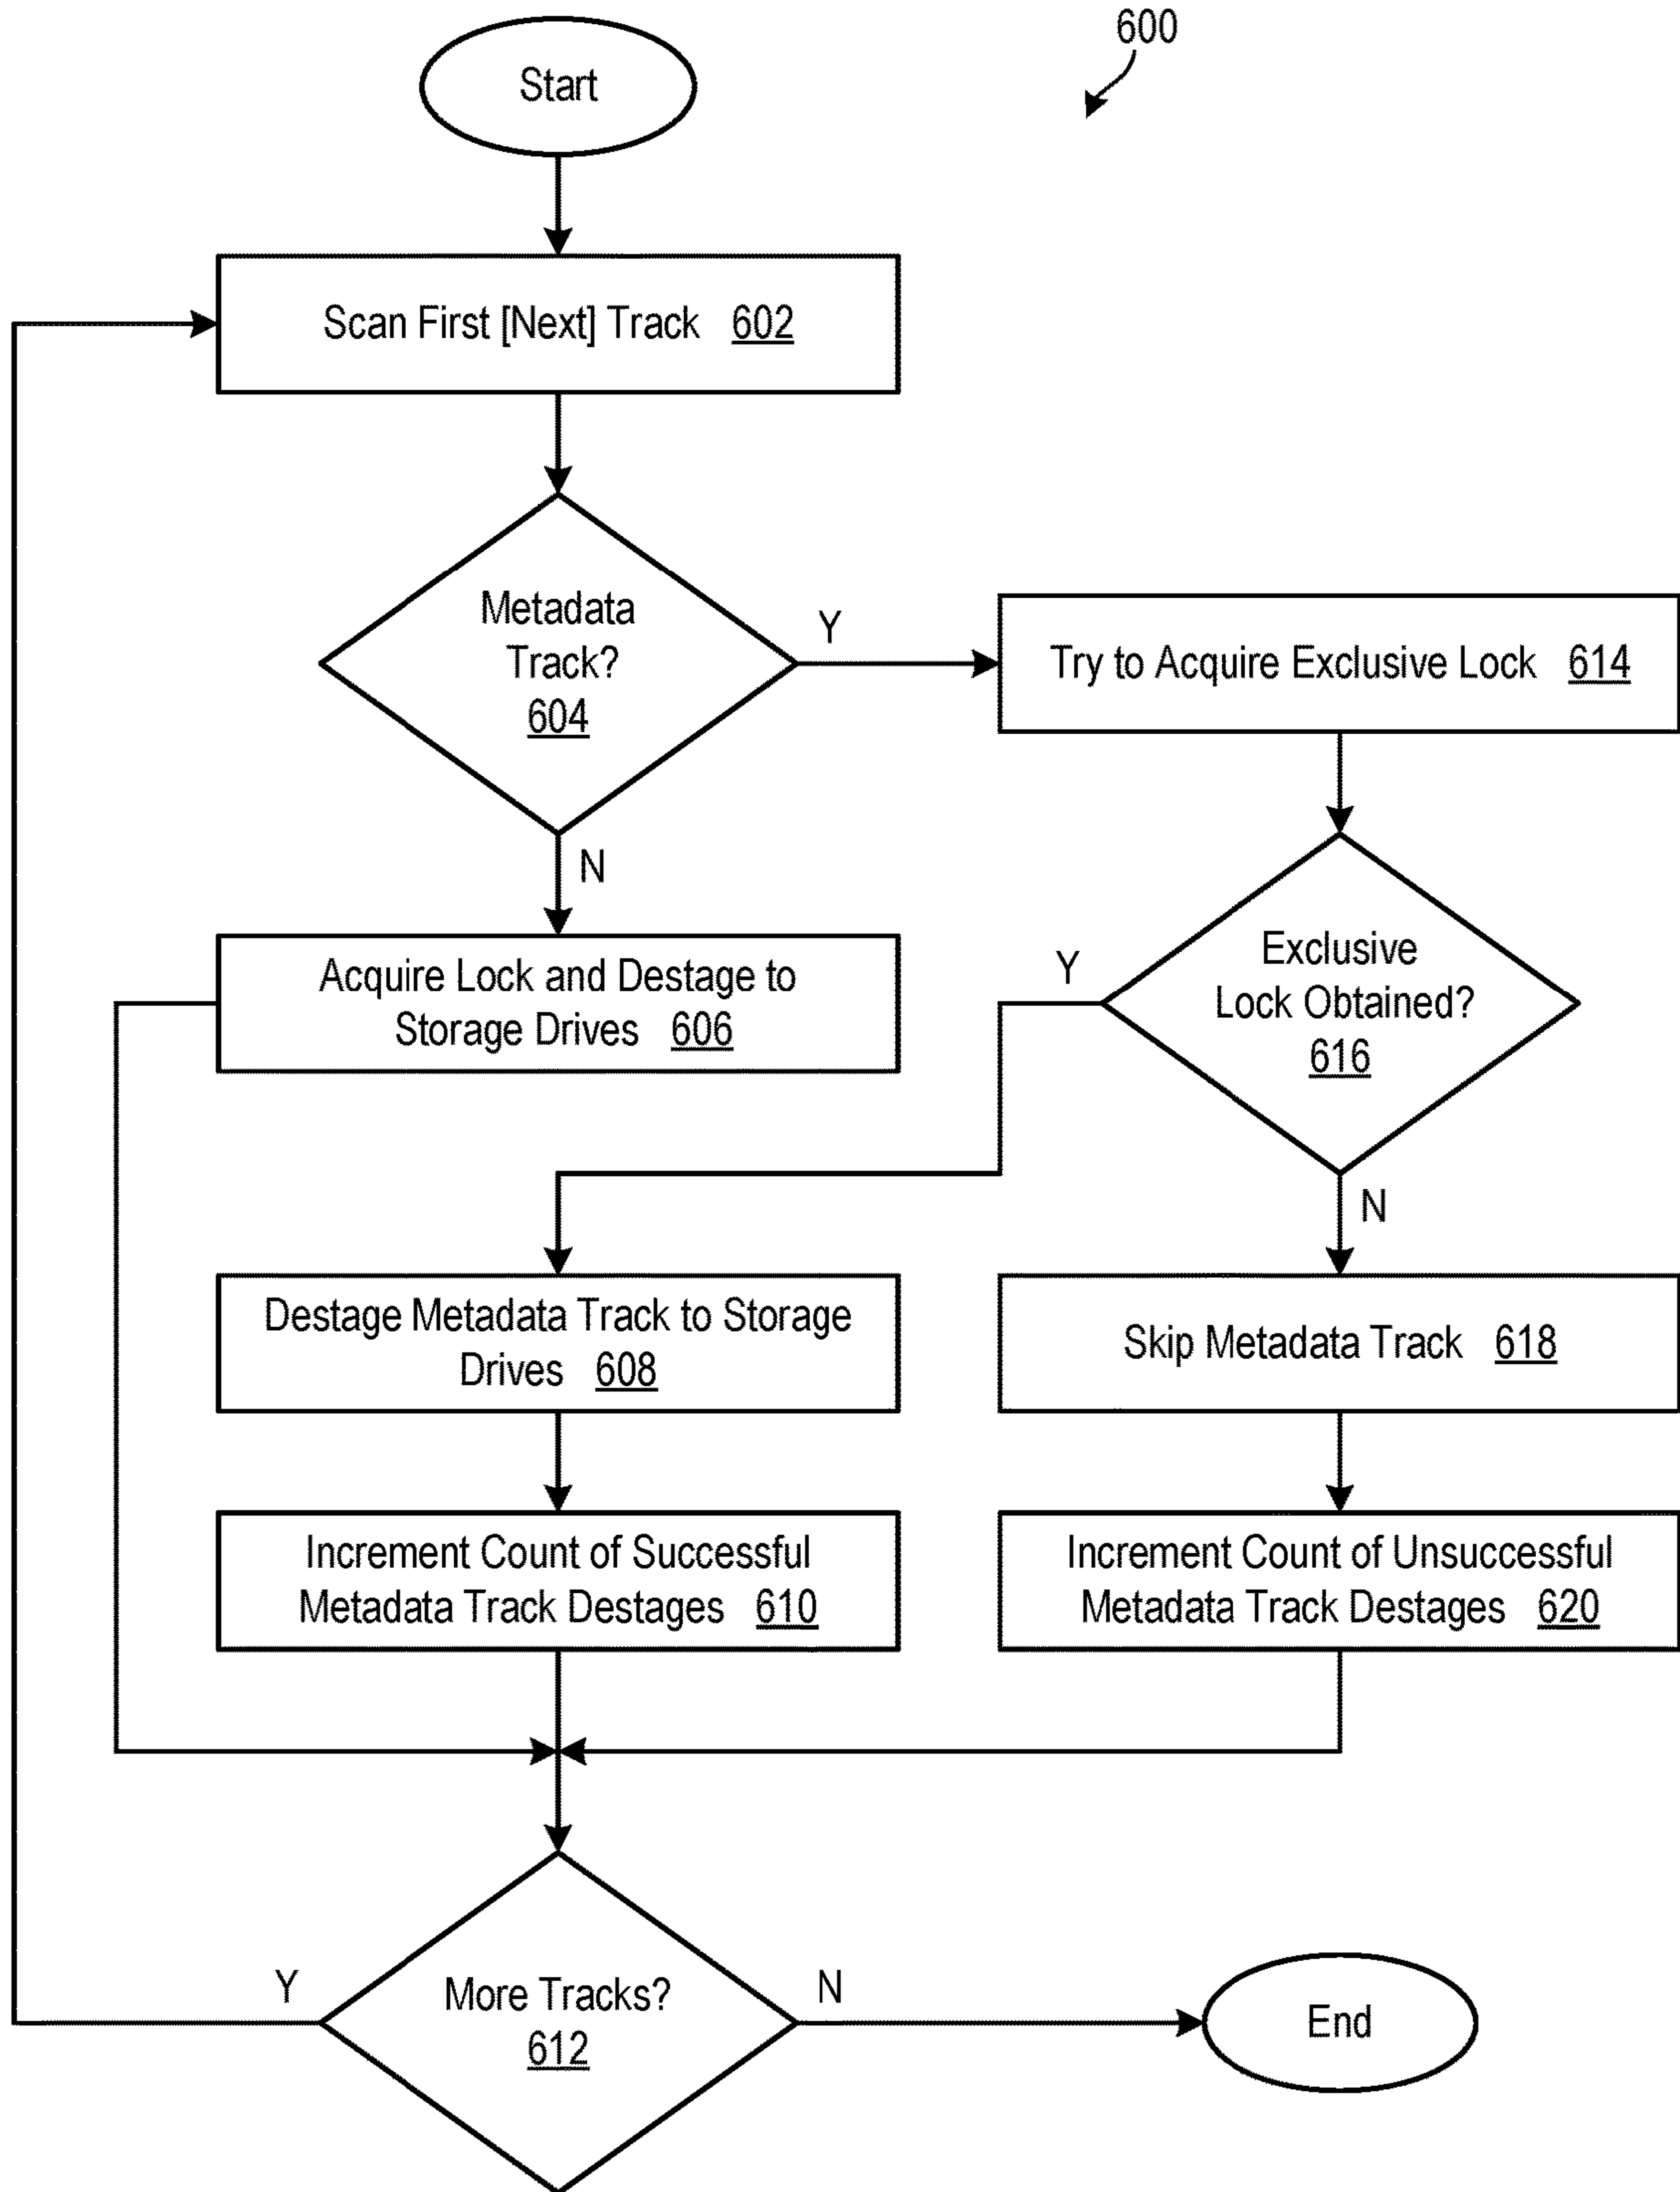 600
Start
Scan First [Next] Track 602
Metadata
Track?
604
Y
N
Try to Acquire Exclusive Lock 614
Acquire Lock and Destage to
Storage Drives 606
Exclusive
Lock Obtained?
616
Y
N
Destage Metadata Track to Storage
Drives 608
Skip Metadata Track 618
Increment Count of Successful
Metadata Track Destages 610
Increment Count of Unsuccessful
Metadata Track Destages 620
More Tracks?
612
Y
N
End